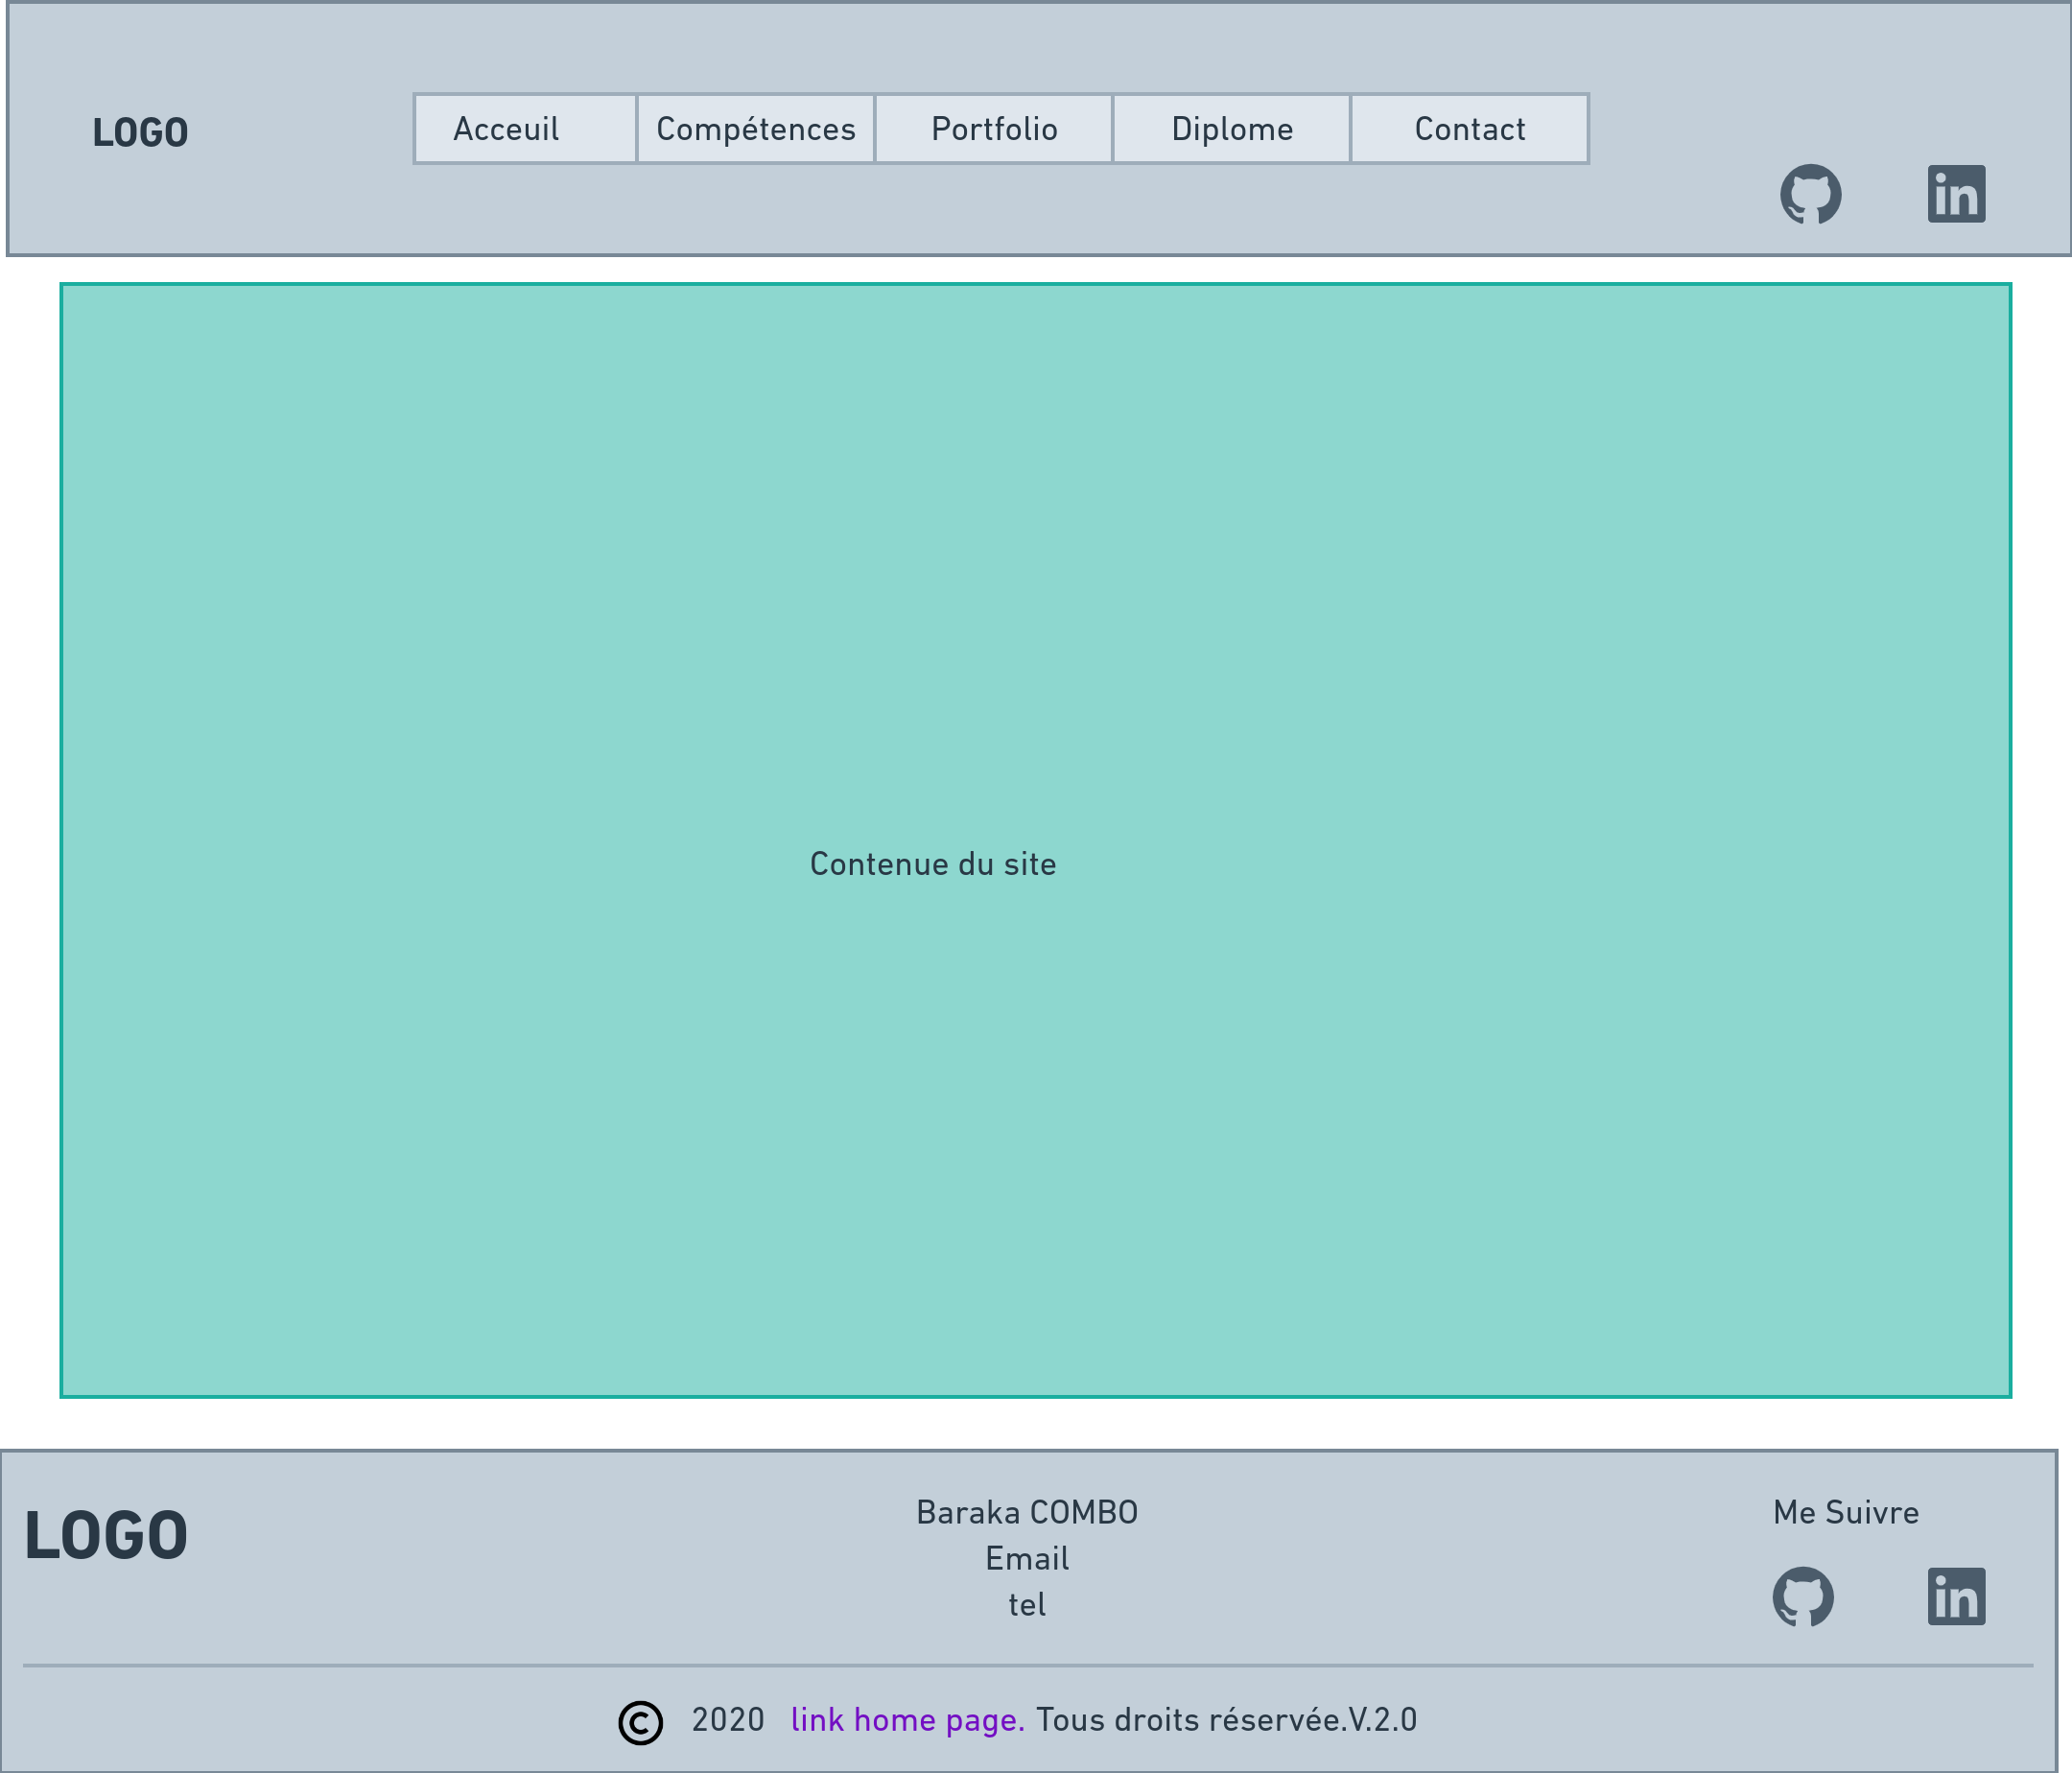 LOGO
Acceuil
Compétences
Portfolio
Diplome
Contact
in
Contenue du site
LOGO
Baraka COMBO
Email
tel
Me Suivre
in
© 2020 link home page. Tous droits réservée.V.2.0